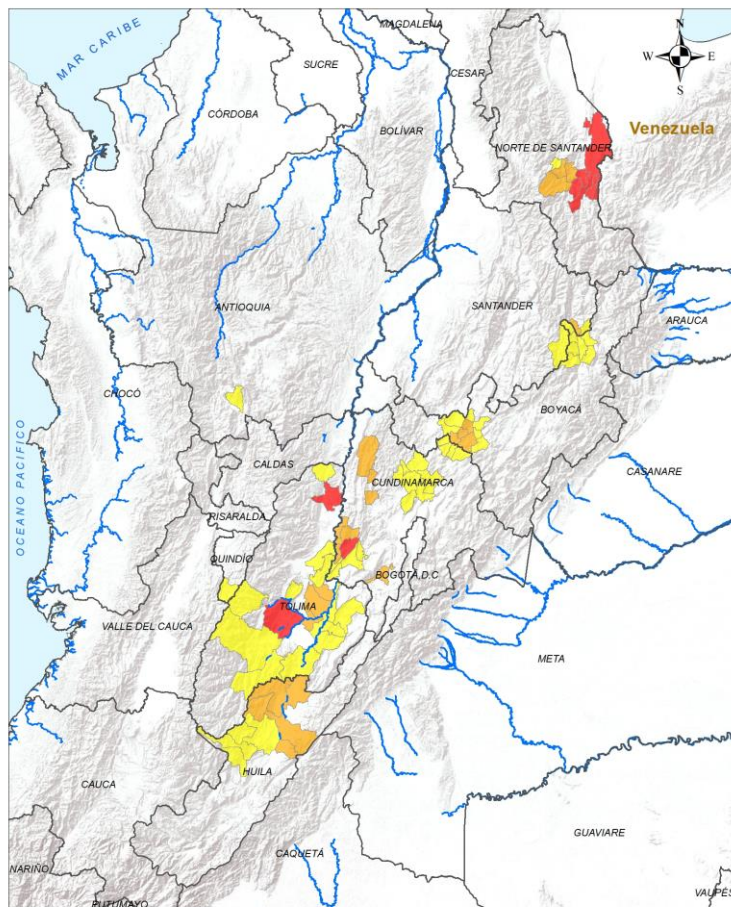 MAGDALENA
N
MAR CARIBE
SUCRE
CESAR
W E
S
CÓRDOBA
BOLÍVAR
Venezuela
NORTE DE SANTANDER
ANTIOQUIA
SANTANDER
ARAUCA
CHOCÓ
BOYACÁ
CALDAS
CUNDINAMARCA
CASANARE
OCEANO PACIFICO
RISARALDA
QUINDÍO
BOGOTÁ, D.C
TOLIMA
VALLE DEL CAUCA
META
HUILA
CAUCA
GUAVIARE
CAQUETÁ
NARIÑO
PUTUMAYO
VAUPÉS